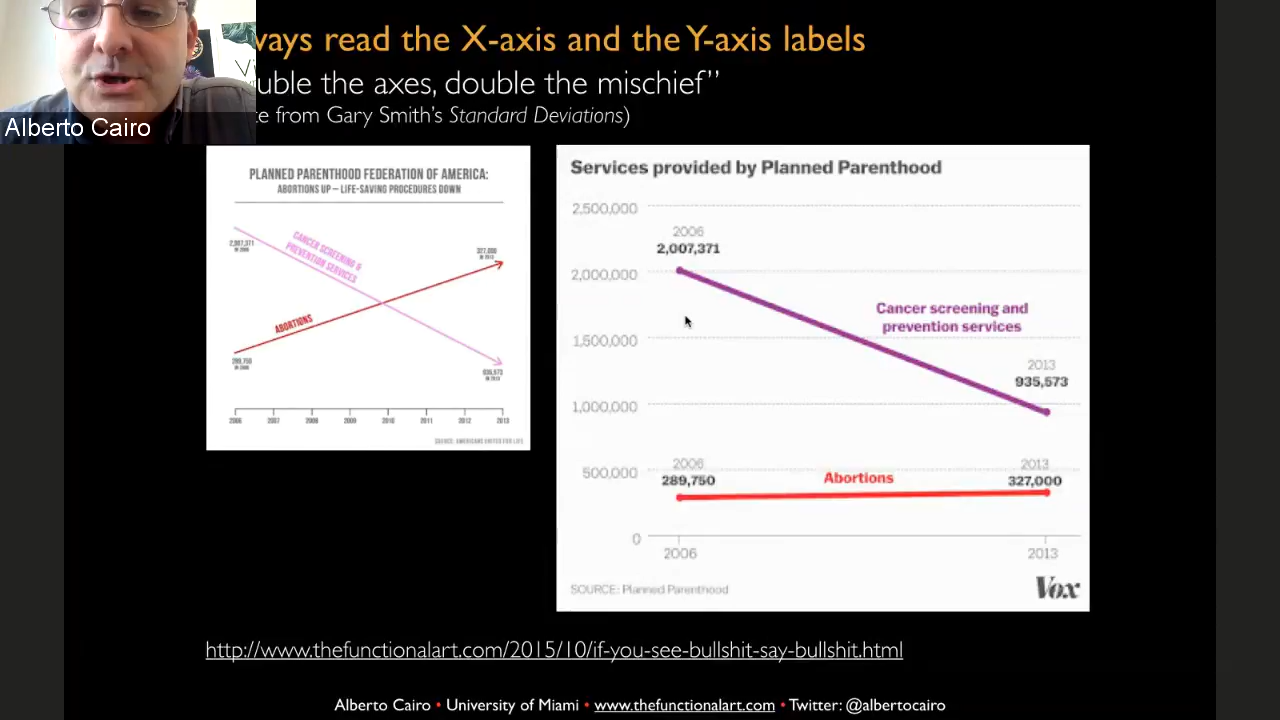 ways read the X-axis and the Y-axis labels
uble the axes, double the mischief”
te from Gary Smith’s Standard Deviations)
Alberto Cairo
PLANNED PARENTHOOD FEDERATION OF AMERICA:
ABORTIONS UP – LIFE-SAVING PROCEDURES DOWN
2,007,371
IN 2006
CANCER SCREENING &
PREVENTION SERVICES
327,000
IN 2013
ABORTIONS
289,750
IN 2006
935,573
IN 2013
2006 2007 2008 2009 2010 2011 2012 2013
SOURCE: AMERICANS UNITED FOR LIFE
Services provided by Planned Parenthood
2,500,000
2006
2,007,371
2,000,000
Cancer screening and
prevention services
1,500,000
2013
935,573
1,000,000
2006
289,750
Abortions
2013
327,000
500,000
0
2006 2013
SOURCE: Planned Parenthood
Vox
http://www.thefunctionalart.com/2015/10/if-you-see-bullshit-say-bullshit.html
Alberto Cairo • University of Miami • www.thefunctionalart.com • Twitter: @albertocairo